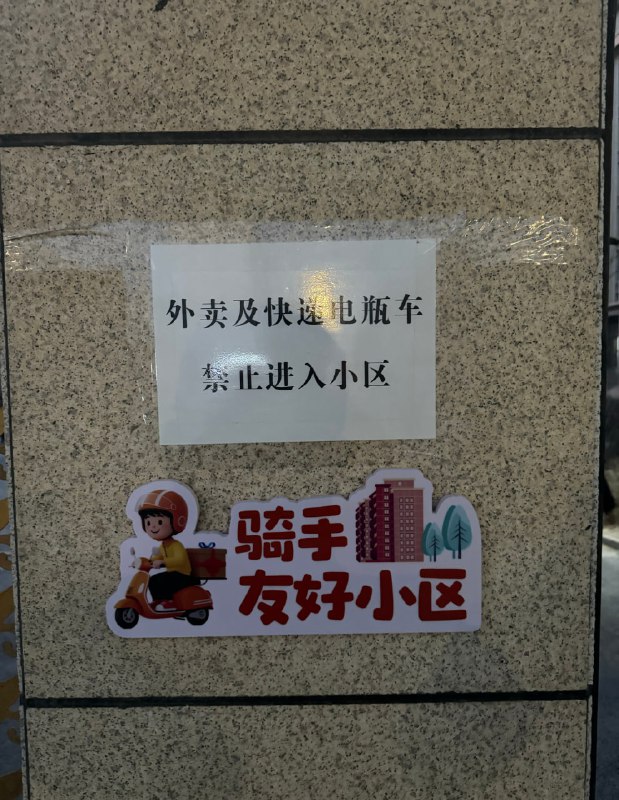 外卖及快递电瓶车
禁止进入小区
骑手
友好小区